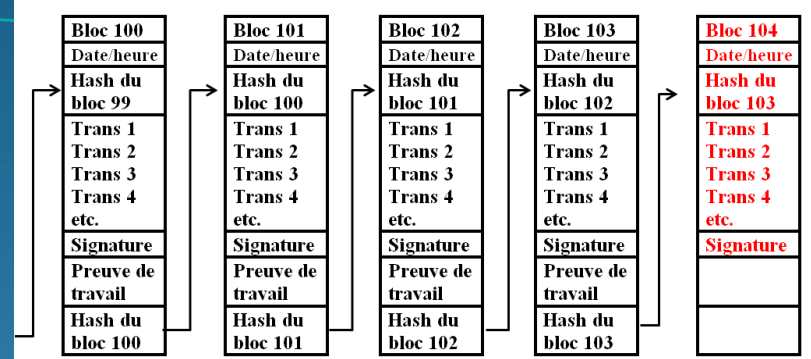 Bloc 100
Date/heure
Hash du
bloc 99
Trans 1
Trans 2
Trans 3
Trans 4
etc.
Signature
Preuve de
travail
Hash du
bloc 100
Bloc 101
Date/heure
Hash du
bloc 100
Trans 1
Trans 2
Trans 3
Trans 4
etc.
Signature
Preuve de
travail
Hash du
bloc 101
Bloc 102
Date/heure
Hash du
bloc 101
Trans 1
Trans 2
Trans 3
Trans 4
etc.
Signature
Preuve de
travail
Hash du
bloc 102
Bloc 103
Date/heure
Hash du
bloc 102
Trans 1
Trans 2
Trans 3
Trans 4
etc.
Signature
Preuve de
travail
Hash du
bloc 103
Bloc 104
Date/heure
Hash du
bloc 103
Trans 1
Trans 2
Trans 3
Trans 4
etc.
Signature